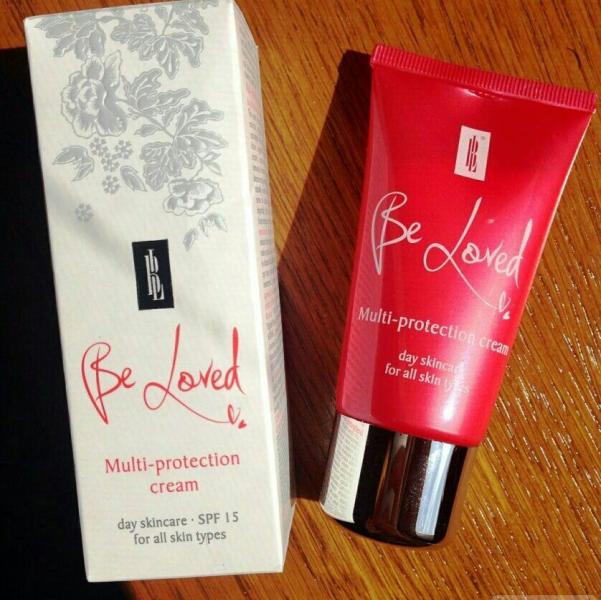 Be Loved
Multi-protection
cream
day skincare · SPF 15
for all skin types
Be Loved
Multi-protection cream
day skincare
for all skin types